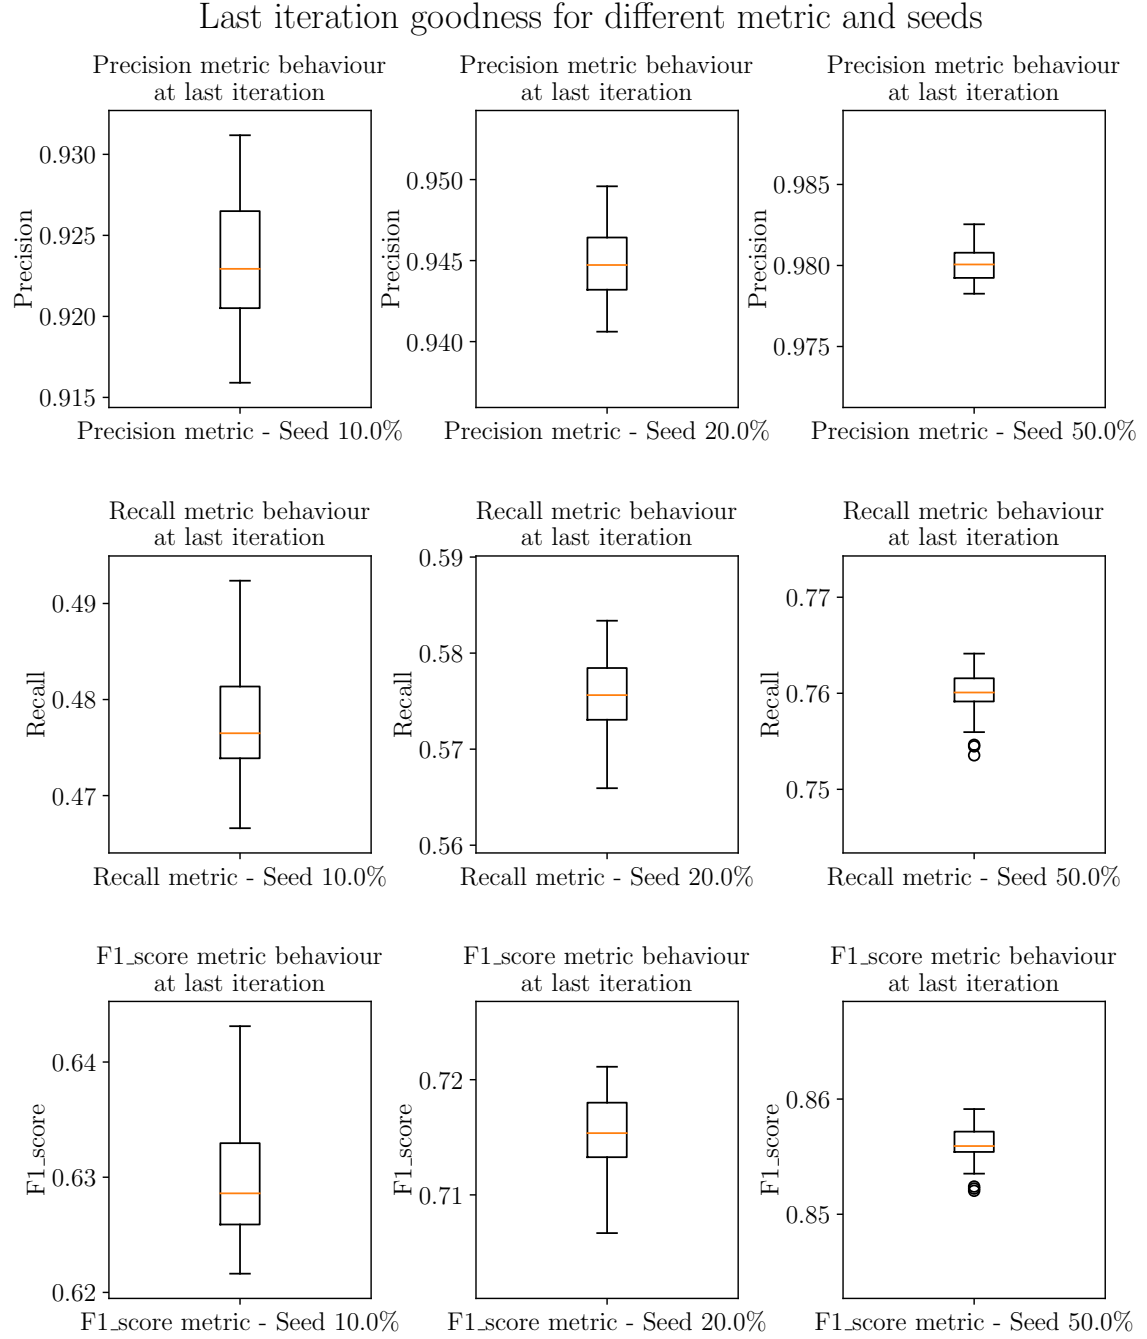 Last iteration goodness for different metric and seeds
Precision metric behaviour
at last iteration
0.930
0.925
0.920
0.915
Precision
Precision metric - Seed 10.0%
Precision metric behaviour
at last iteration
0.950
0.945
0.940
Precision
Precision metric - Seed 20.0%
Precision metric behaviour
at last iteration
0.985
0.980
0.975
Precision
Precision metric - Seed 50.0%
Recall metric behaviour
at last iteration
0.49
0.48
0.47
Recall
Recall metric - Seed 10.0%
Recall metric behaviour
at last iteration
0.59
0.58
0.57
0.56
Recall
Recall metric - Seed 20.0%
Recall metric behaviour
at last iteration
0.77
0.76
0.75
Recall
Recall metric - Seed 50.0%
F1_score metric behaviour
at last iteration
0.64
0.63
0.62
F1_score
F1_score metric - Seed 10.0%
F1_score metric behaviour
at last iteration
0.72
0.71
F1_score
F1_score metric - Seed 20.0%
F1_score metric behaviour
at last iteration
0.86
0.85
F1_score
F1_score metric - Seed 50.0%